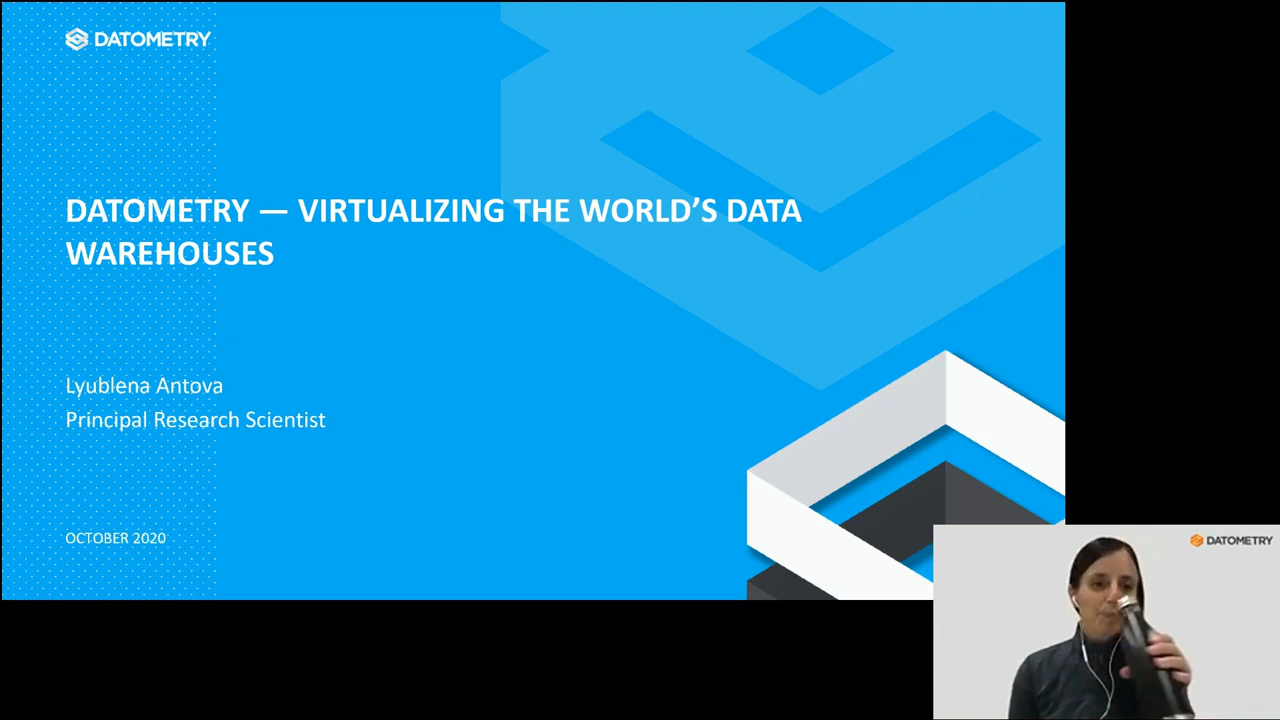 DATOMETRY
DATOMETRY — VIRTUALIZING THE WORLD’S DATA
WAREHOUSES
Lyublena Antova
Principal Research Scientist
OCTOBER 2020
DATOMETRY